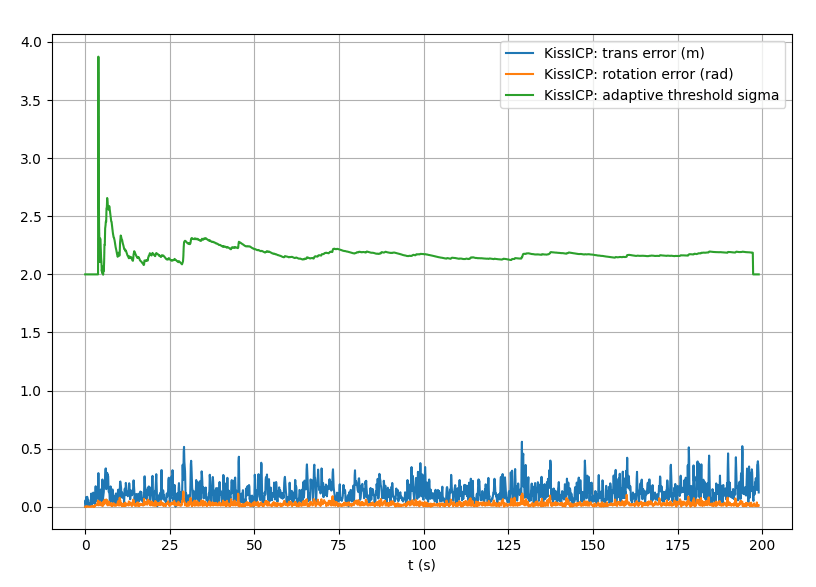 KissICP: trans error (m)
KissICP: rotation error (rad)
KissICP: adaptive threshold sigma
4.0
3.5
3.0
2.5
2.0
1.5
1.0
0.5
0.0
0 25 50 75 100 125 150 175 200
t (s)